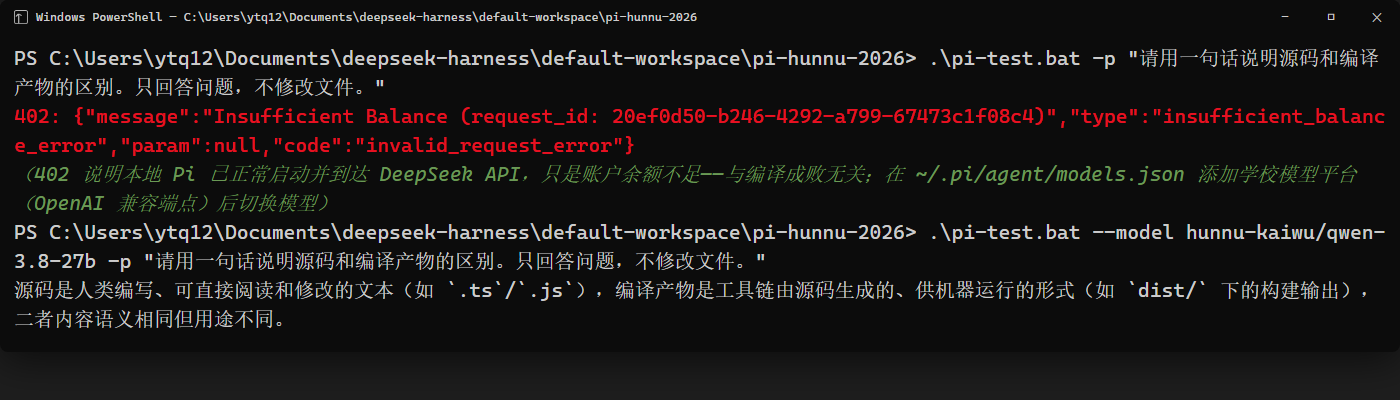 Windows PowerShell — C:\Users\ytq12\Documents\deepseek-harness\default-workspace\pi-hunnu-2026
PS C:\Users\ytq12\Documents\deepseek-harness\default-workspace\pi-hunnu-2026> .\pi-test.bat -p "请用一句话说明源码和编译
产物的区别。只回答问题，不修改文件。"
402: {"message":"Insufficient Balance (request_id: 20ef0d50-b246-4292-a799-67473c1f08c4)","type":"insufficient_balanc
e_error","param":null,"code":"invalid_request_error"}
（402 说明本地 Pi 已正常启动并到达 DeepSeek API，只是账户余额不足——与编译成败无关；在 ~/.pi/agent/models.json 添加学校模型平台
（OpenAI 兼容端点）后切换模型）
PS C:\Users\ytq12\Documents\deepseek-harness\default-workspace\pi-hunnu-2026> .\pi-test.bat --model hunnu-kaiwu/qwen-
3.8-27b -p "请用一句话说明源码和编译产物的区别。只回答问题，不修改文件。"
源码是人类编写、可直接阅读和修改的文本（如 `.ts`/`.js`），编译产物是工具链由源码生成的、供机器运行的形式（如 `dist/` 下的构建输出），
二者内容语义相同但用途不同。